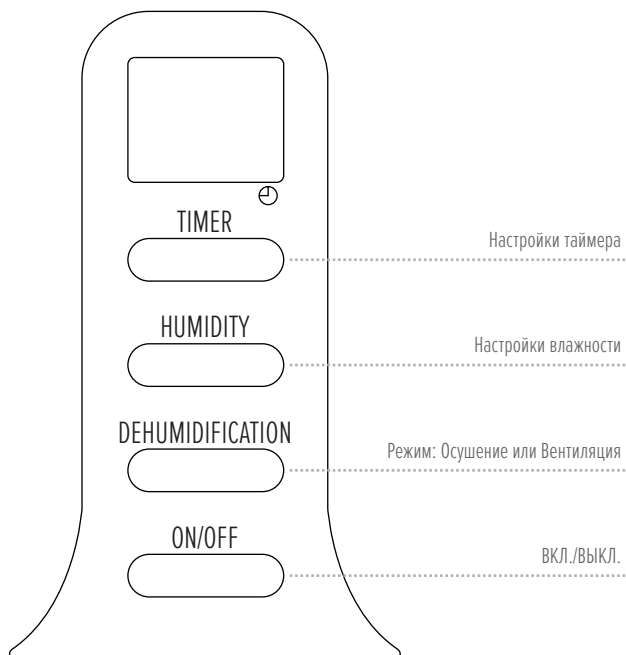 TIMER
Настройки таймера
HUMIDITY
Настройки влажности
DEHUMIDIFICATION
Режим: Осушение или Вентиляция
ON/OFF
ВКЛ./ВЫКЛ.